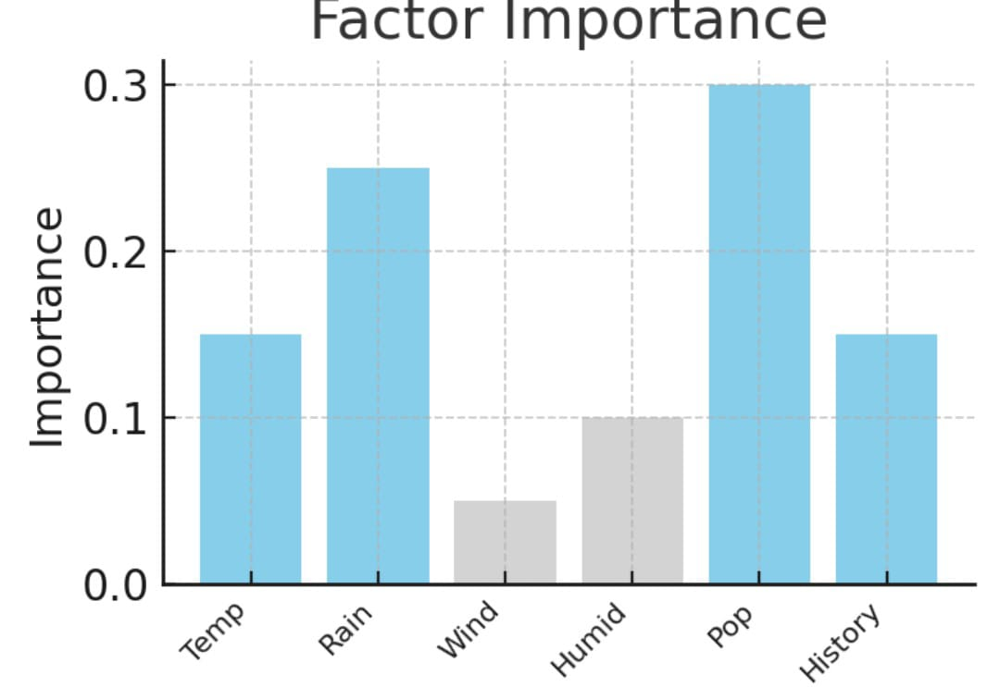 Factor Importance
Importance
0.3
0.2
0.1
0.0
Temp
Rain
Wind
Humid
Pop
History